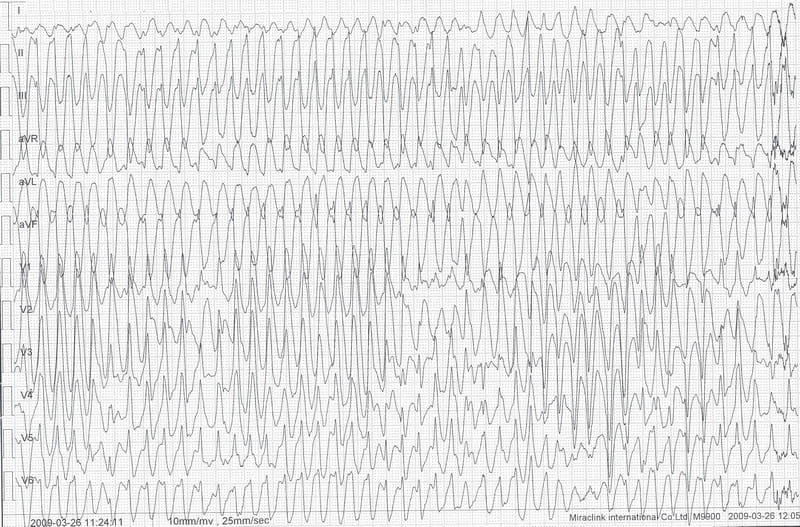 I
II
III
aVR
aVL
aVF
V1
V2
V3
V4
V5
V6
2009-03-26 11:24:11 10mm/mv , 25mm/sec Miraclink international Co.Ltd M9900 2009-03-26 12:05